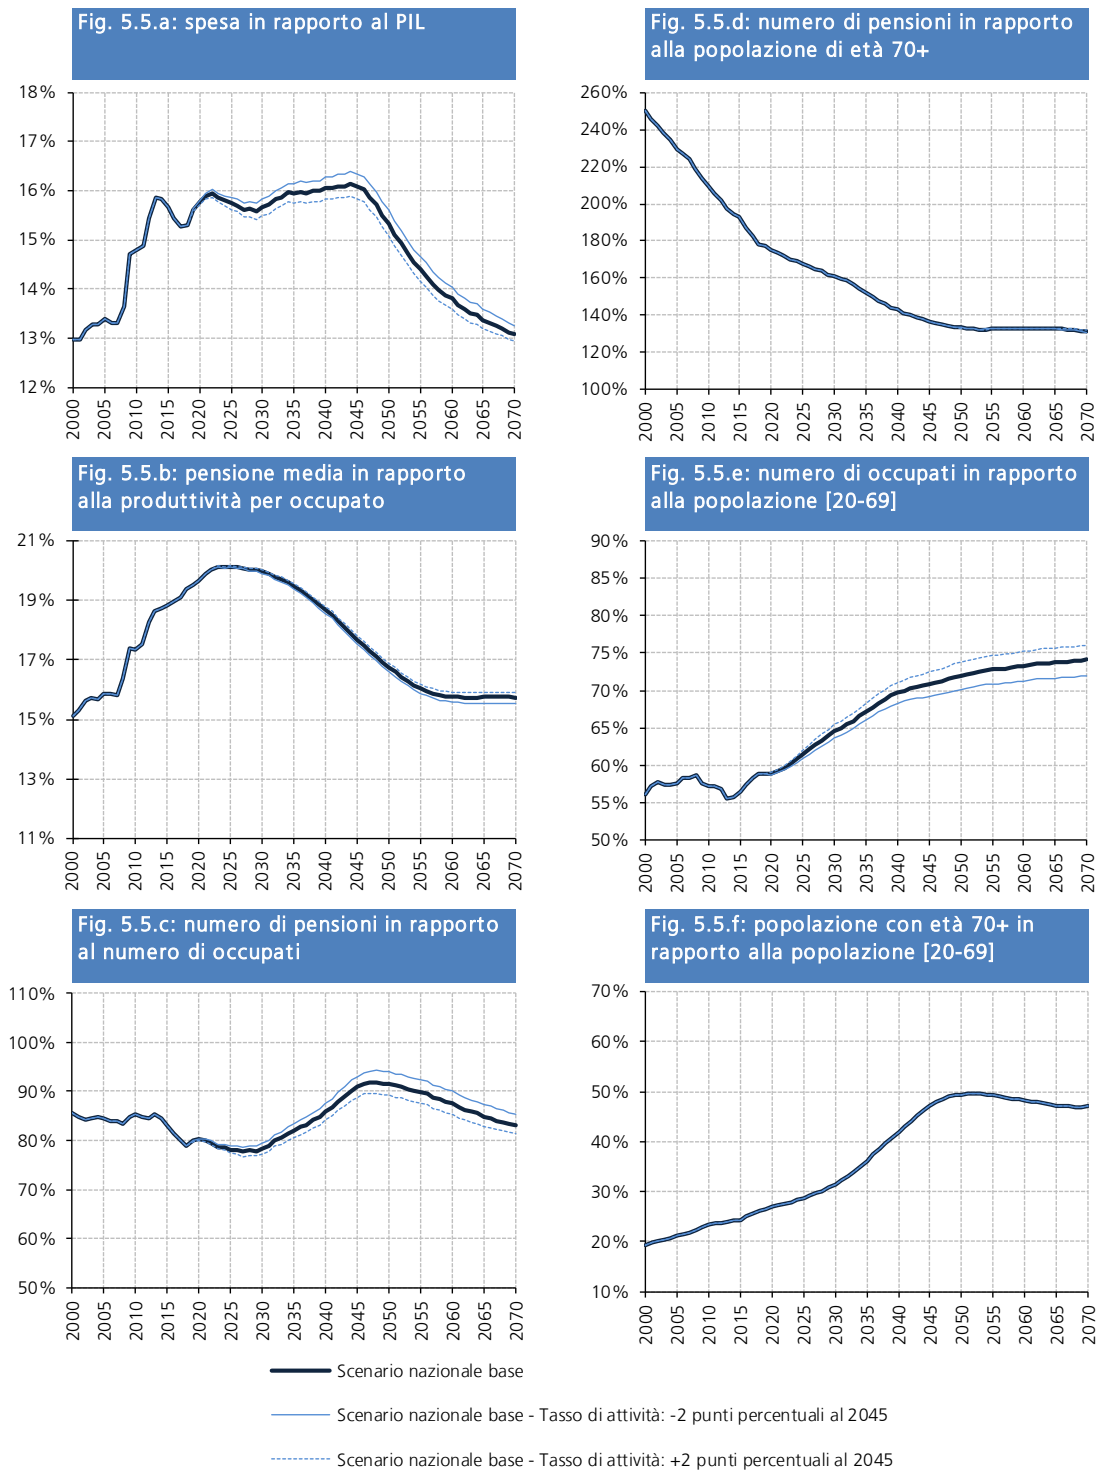 Fig. 5.5.a: spesa in rapporto al PIL
18%
17%
16%
15%
14%
13%
12%
2000 2005 2010 2015 2020 2025 2030 2035 2040 2045 2050 2055 2060 2065 2070
Fig. 5.5.d: numero di pensioni in rapporto
alla popolazione di età 70+
260%
240%
220%
200%
180%
160%
140%
120%
100%
2000 2005 2010 2015 2020 2025 2030 2035 2040 2045 2050 2055 2060 2065 2070
Fig. 5.5.b: pensione media in rapporto
alla produttività per occupato
21%
19%
17%
15%
13%
11%
2000 2005 2010 2015 2020 2025 2030 2035 2040 2045 2050 2055 2060 2065 2070
Fig. 5.5.e: numero di occupati in rapporto
alla popolazione [20-69]
90%
85%
80%
75%
70%
65%
60%
55%
50%
2000 2005 2010 2015 2020 2025 2030 2035 2040 2045 2050 2055 2060 2065 2070
Fig. 5.5.c: numero di pensioni in rapporto
al numero di occupati
110%
100%
90%
80%
70%
60%
50%
2000 2005 2010 2015 2020 2025 2030 2035 2040 2045 2050 2055 2060 2065 2070
Fig. 5.5.f: popolazione con età 70+ in
rapporto alla popolazione [20-69]
70%
60%
50%
40%
30%
20%
10%
2000 2005 2010 2015 2020 2025 2030 2035 2040 2045 2050 2055 2060 2065 2070
Scenario nazionale base
Scenario nazionale base - Tasso di attività: -2 punti percentuali al 2045
Scenario nazionale base - Tasso di attività: +2 punti percentuali al 2045